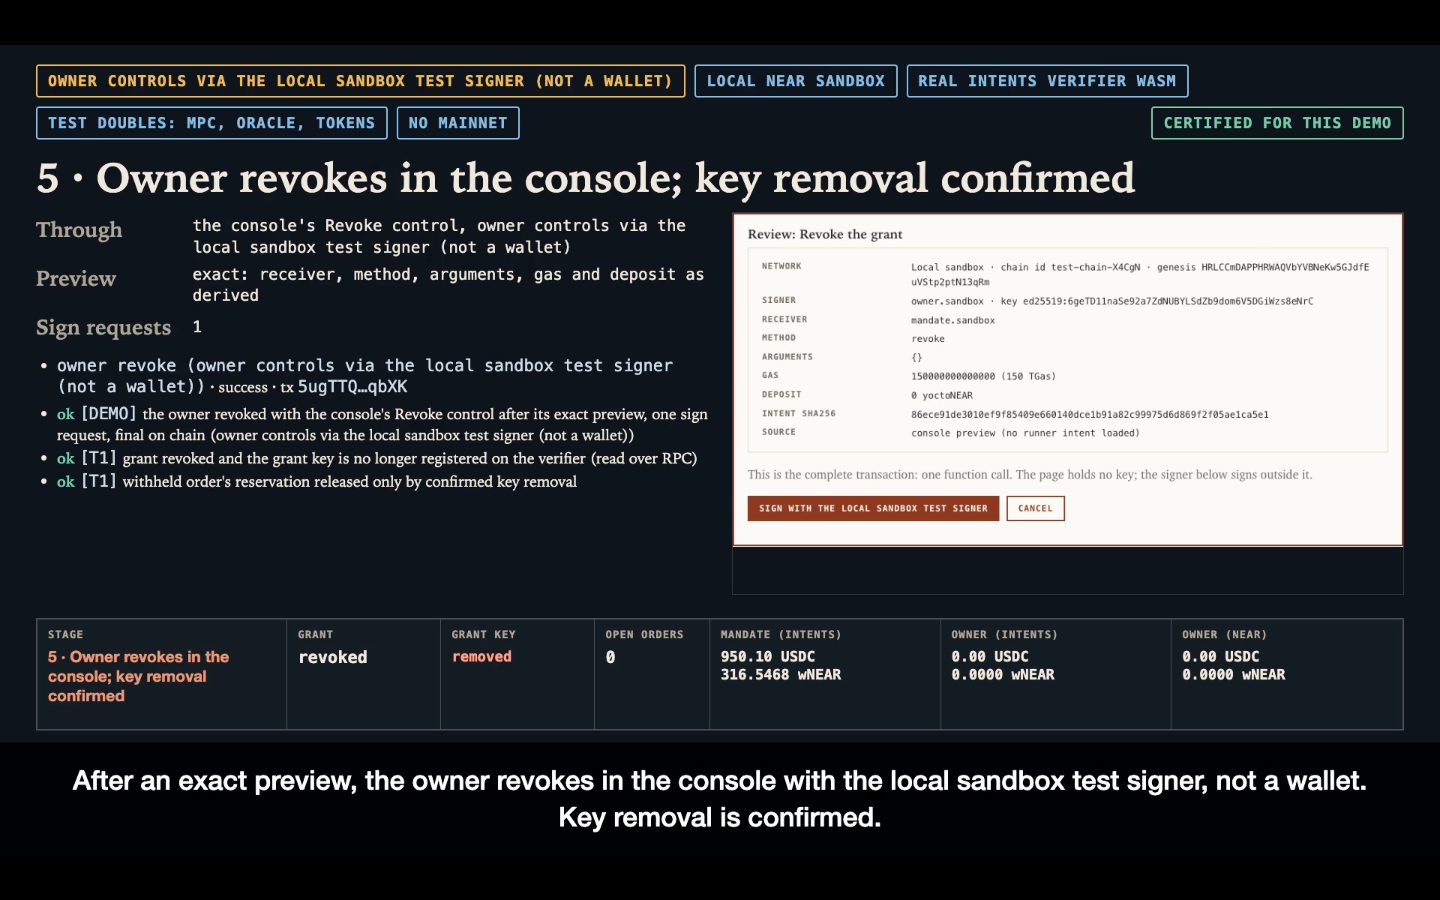 OWNER CONTROLS VIA THE LOCAL SANDBOX TEST SIGNER (NOT A WALLET)
LOCAL NEAR SANDBOX
REAL INTENTS VERIFIER WASM
TEST DOUBLES: MPC, ORACLE, TOKENS
NO MAINNET
CERTIFIED FOR THIS DEMO
5 · Owner revokes in the console; key removal confirmed
Through
the console's Revoke control, owner controls via the
local sandbox test signer (not a wallet)
Preview
exact: receiver, method, arguments, gas and deposit as
derived
Sign requests
1
• owner revoke (owner controls via the local sandbox test signer
(not a wallet)) · success · tx 5ugTTQ…qbXK
• ok [DEMO] the owner revoked with the console's Revoke control after its exact preview, one sign
request, final on chain (owner controls via the local sandbox test signer (not a wallet))
• ok [T1] grant revoked and the grant key is no longer registered on the verifier (read over RPC)
• ok [T1] withheld order's reservation released only by confirmed key removal
Review: Revoke the grant
NETWORK
Local sandbox · chain id test-chain-X4CgN · genesis HRLCCmDAPPHRWAQVbYVBNeKw5GJdfE
uVStp2ptN13qRm
SIGNER
owner.sandbox · key ed25519:6geTD11naSe92a7ZdNUBYLSdZb9dom6V5DGiWzs8eNrC
RECEIVER
mandate.sandbox
METHOD
revoke
ARGUMENTS
{}
GAS
150000000000000 (150 TGas)
DEPOSIT
0 yoctoNEAR
INTENT SHA256
86ece91de3010ef9f85409e660140dce1b91a82c99975d6d869f2f05ae1ca5e1
SOURCE
console preview (no runner intent loaded)
This is the complete transaction: one function call. The page holds no key; the signer below signs outside it.
SIGN WITH THE LOCAL SANDBOX TEST SIGNER
CANCEL
STAGE
5 · Owner revokes in the
console; key removal
confirmed
GRANT
revoked
GRANT KEY
removed
OPEN ORDERS
0
MANDATE (INTENTS)
950.10 USDC
316.5468 wNEAR
OWNER (INTENTS)
0.00 USDC
0.0000 wNEAR
OWNER (NEAR)
0.00 USDC
0.0000 wNEAR
After an exact preview, the owner revokes in the console with the local sandbox test signer, not a wallet.
Key removal is confirmed.